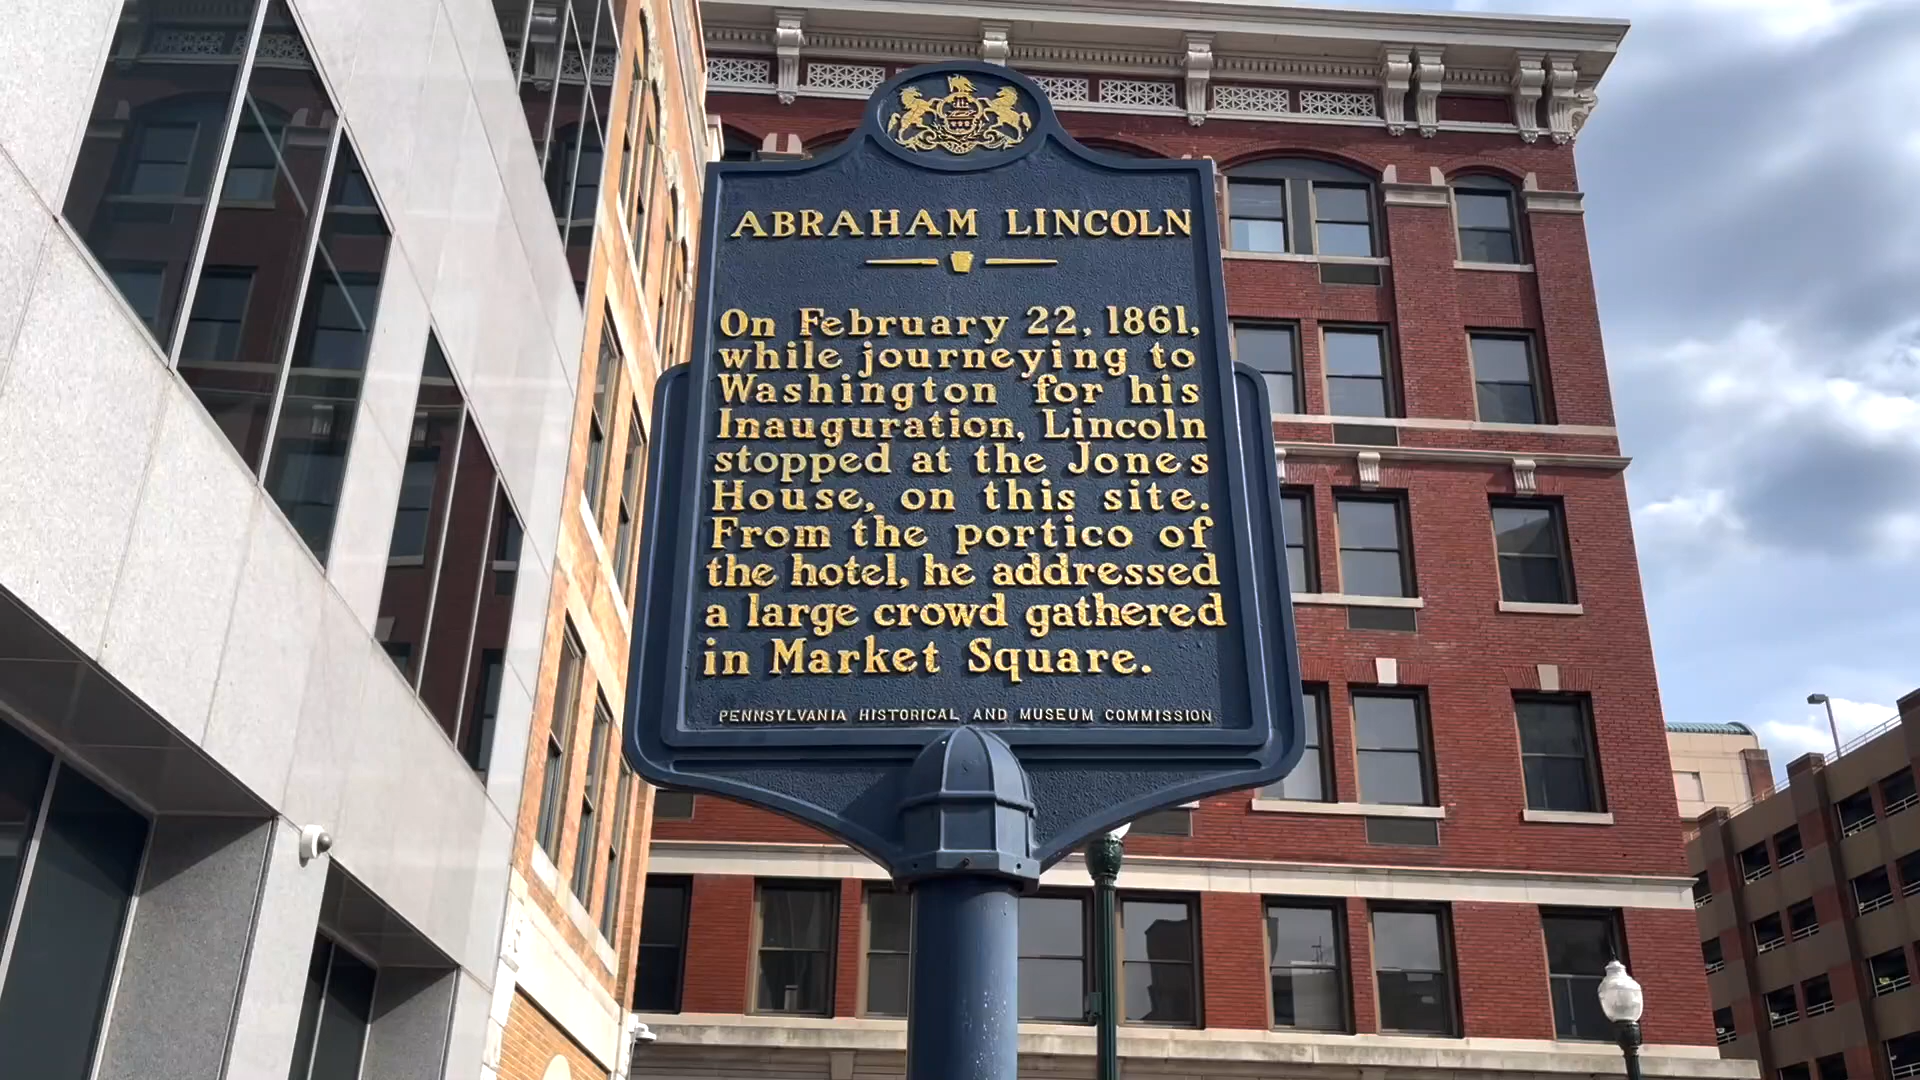 ABRAHAM LINCOLN
On February 22, 1861,
while journeying to
Washington for his
Inauguration, Lincoln
stopped at the Jones
House, on this site.
From the portico of
the hotel, he addressed
a large crowd gathered
in Market Square.
PENNSYLVANIA HISTORICAL AND MUSEUM COMMISSION